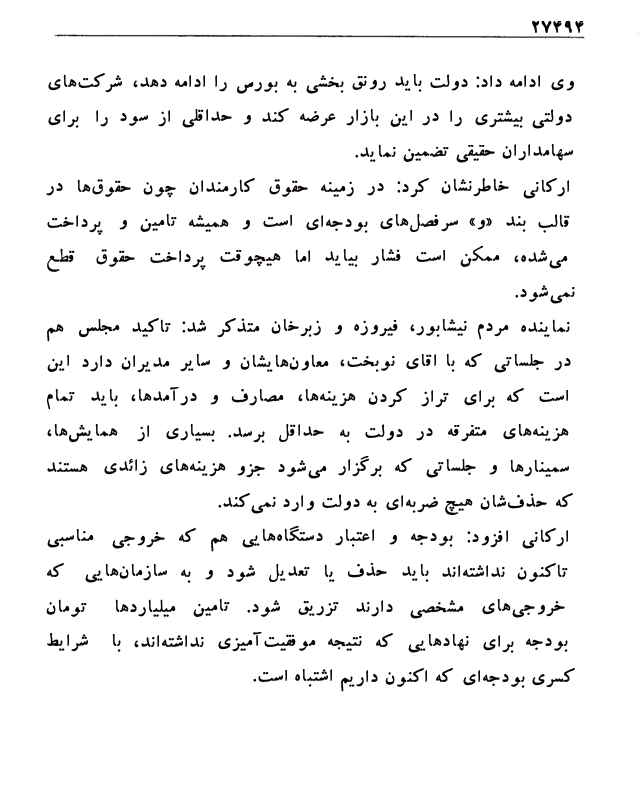 ۲۷۴۹۴
وی ادامه داد: دولت باید رونق بخشی به بورس را ادامه دهد، شرکت‌های
دولتی بیشتری را در این بازار عرضه کند و حداقلی از سود را برای
سهامداران حقیقی تضمین نماید.
ارکانی خاطرنشان کرد: در زمینه حقوق کارمندان چون حقوق‌ها در
قالب بند «و» سرفصل‌های بودجه‌ای است و همیشه تامین و پرداخت
می‌شده، ممکن است فشار بیاید اما هیچوقت پرداخت حقوق قطع
نمی‌شود.
نماینده مردم نیشابور، فیروزه و زبرخان متذکر شد: تاکید مجلس هم
در جلساتی که با اقای نوبخت، معاون‌هایشان و سایر مدیران دارد این
است که برای تراز کردن هزینه‌ها، مصارف و درآمدها، باید تمام
هزینه‌های متفرقه در دولت به حداقل برسد. بسیاری از همایش‌ها،
سمینارها و جلساتی که برگزار می‌شود جزو هزینه‌های زائدی هستند
که حذف‌شان هیچ ضربه‌ای به دولت وارد نمی‌کند.
ارکانی افزود: بودجه و اعتبار دستگاه‌هایی هم که خروجی مناسبی
تاکنون نداشته‌اند باید حذف یا تعدیل شود و به سازمان‌هایی که
خروجی‌های مشخصی دارند تزریق شود. تامین میلیاردها تومان
بودجه برای نهادهایی که نتیجه موفقیت‌آمیزی نداشته‌اند، با شرایط
کسری بودجه‌ای که اکنون داریم اشتباه است.